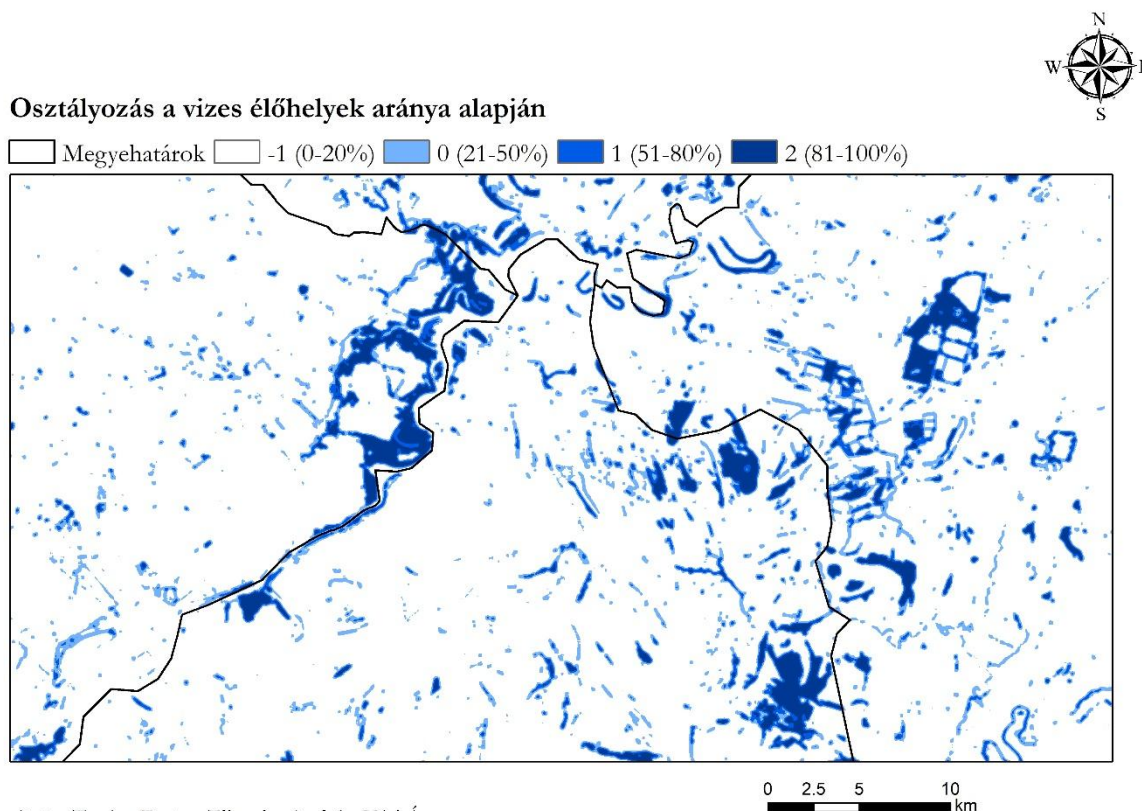 N
W
S
Osztályozás a vizes élőhelyek aránya alapján
Megyehatárok -1 (0-20%) 0 (21-50%) 1 (51-80%) 2 (81-100%)
0 2.5 5 10
km